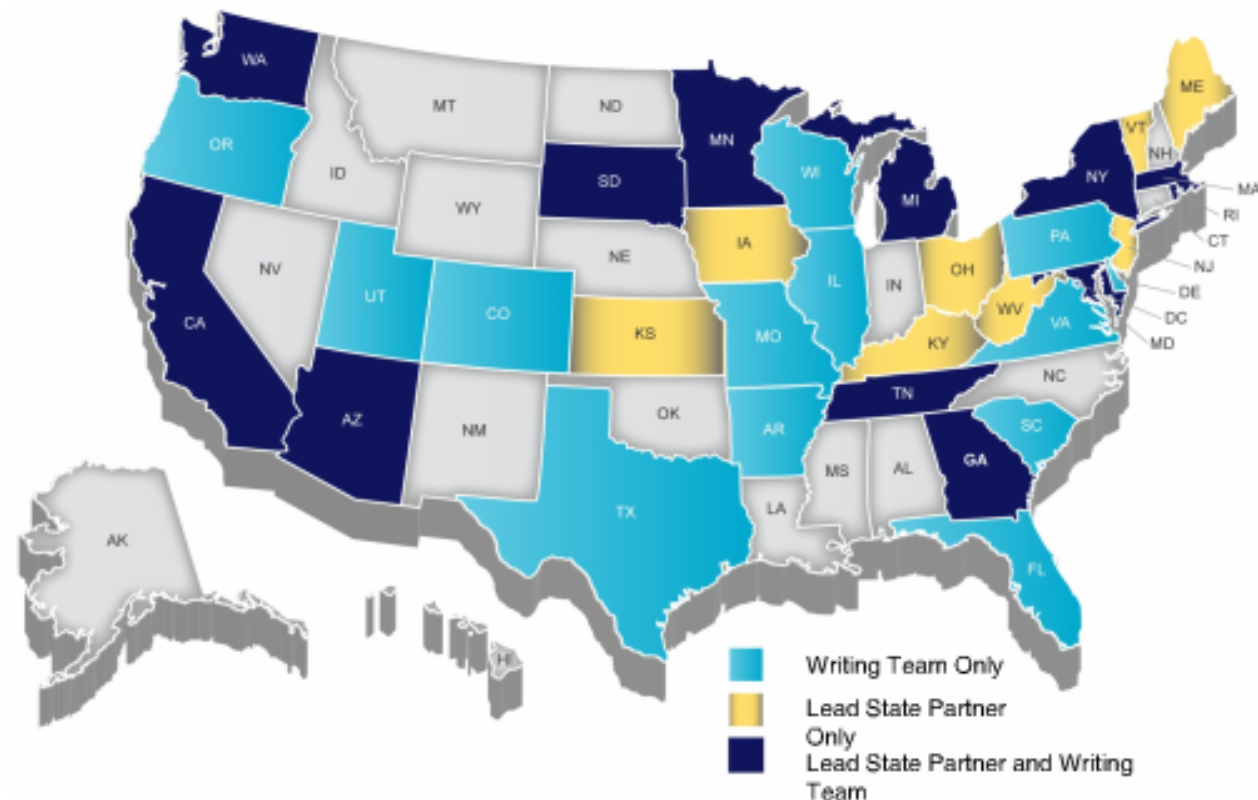 WA
MT
ND
MN
ME
VT
NH
OR
ID
SD
WI
MI
NY
MA
WY
RI
IA
PA
CT
NV
NE
OH
NJ
IN
IL
UT
DE
CO
WV
DC
CA
KS
MO
KY
VA
MD
NC
TN
AZ
OK
NM
AR
SC
MS
AL
GA
LA
TX
AK
FL
HI
Writing Team Only
Lead State Partner
Only
Lead State Partner and Writing
Team